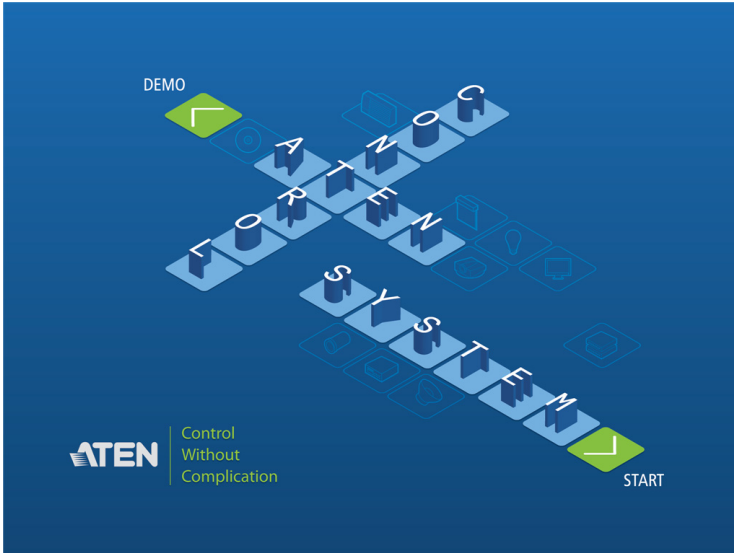 DEMO
CONTROL
ATEN
SYSTEM
ATEN
Control
Without
Complication
START